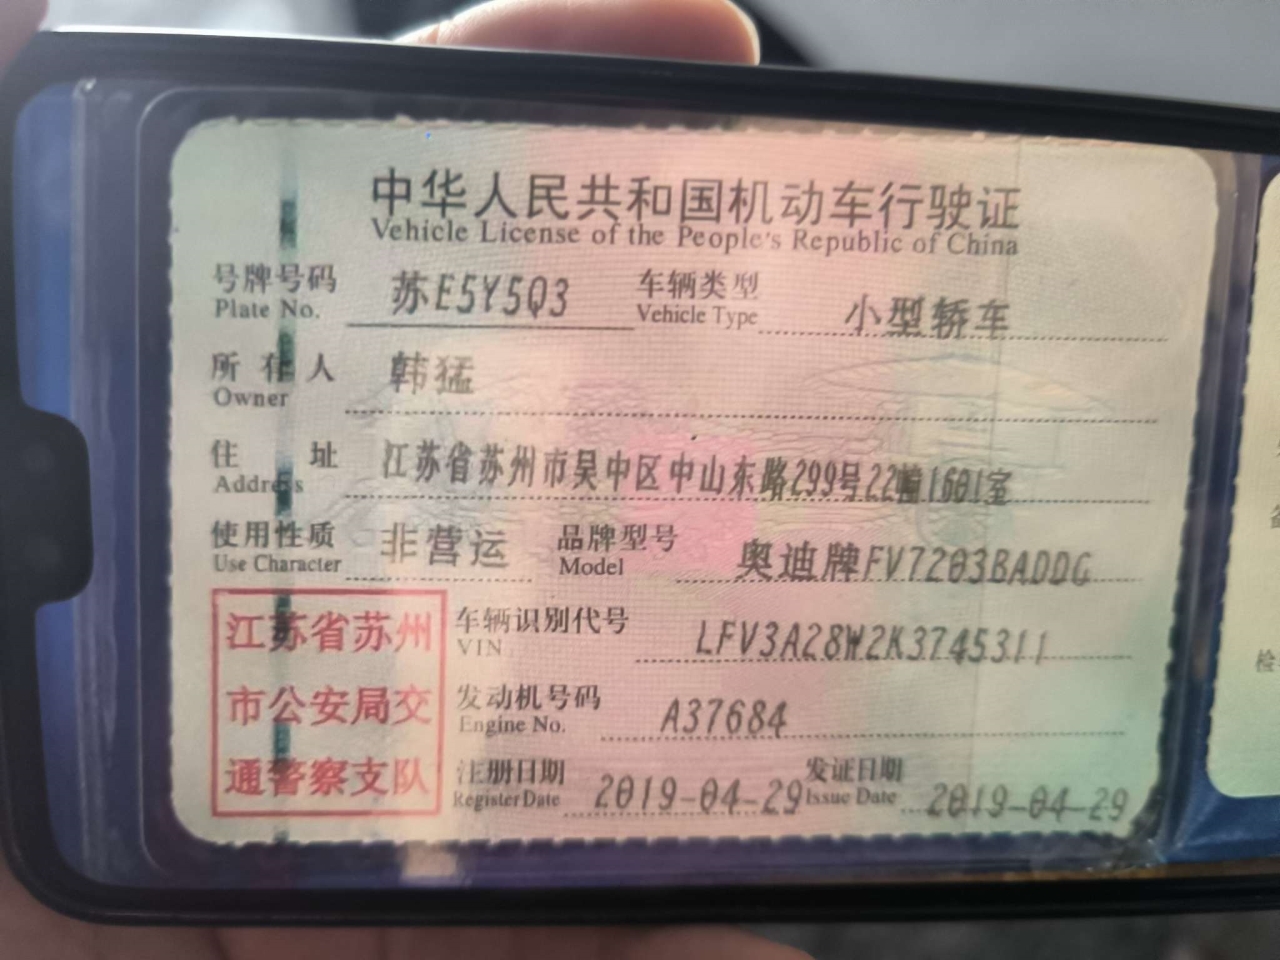 中华人民共和国机动车行驶证
Vehicle License of the People's Republic of China
号牌号码 苏E5Y5Q3 车辆类型 小型轿车
Plate No. Vehicle Type
所有人 韩猛
Owner
住址 江苏省苏州市吴中区中山东路299号22幢1601室
Address
使用性质 非营运 品牌型号 奥迪牌FV7203BADDG
Use Character Model
江苏省苏州
市公安局交
通警察支队
车辆识别代号 LFV3A28W2K3745311
VIN
发动机号码 A37684
Engine No.
注册日期 2019-04-29 发证日期 2019-04-29
Register Date Issue Date
检